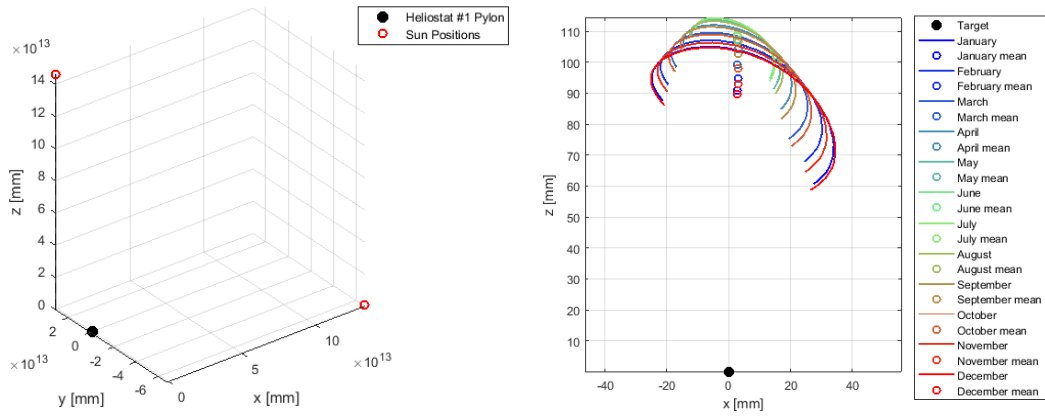 ×10^13
14
12
10
8
6
4
2
0
z [mm]
2
0
-2
-4
-6
×10^13
y [mm]
0
5
10
×10^13
x [mm]
Heliostat #1 Pylon
Sun Positions
110
100
90
80
70
60
50
40
30
20
10
z [mm]
-40
-20
0
20
40
x [mm]
Target
January
January mean
February
February mean
March
March mean
April
April mean
May
May mean
June
June mean
July
July mean
August
August mean
September
September mean
October
October mean
November
November mean
December
December mean